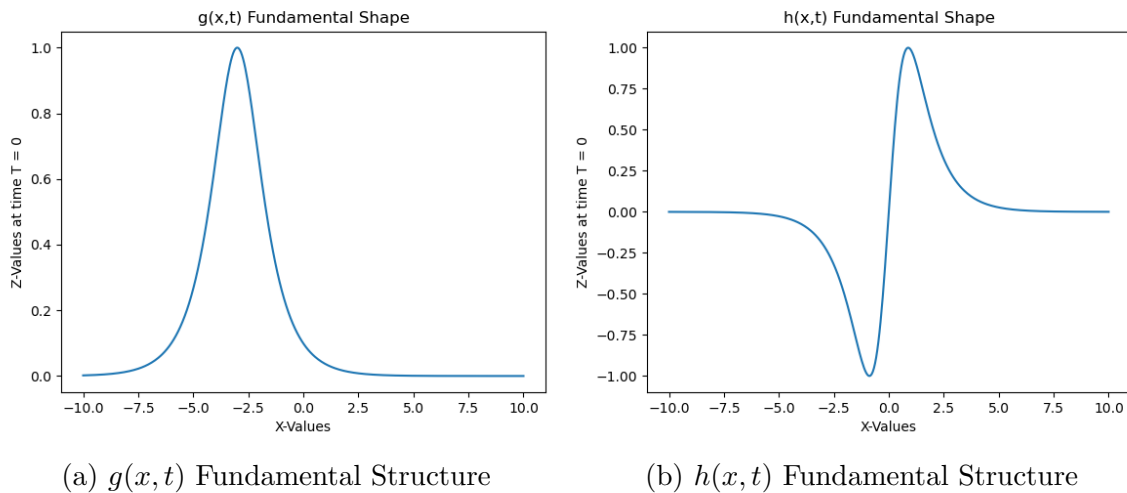 g(x,t) Fundamental Shape
1.0
0.8
0.6
0.4
0.2
0.0
Z-Values at time T = 0
−10.0 −7.5 −5.0 −2.5 0.0 2.5 5.0 7.5 10.0
X-Values
(a) g(x, t) Fundamental Structure
h(x,t) Fundamental Shape
1.00
0.75
0.50
0.25
0.00
−0.25
−0.50
−0.75
−1.00
Z-Values at time T = 0
−10.0 −7.5 −5.0 −2.5 0.0 2.5 5.0 7.5 10.0
X-Values
(b) h(x, t) Fundamental Structure